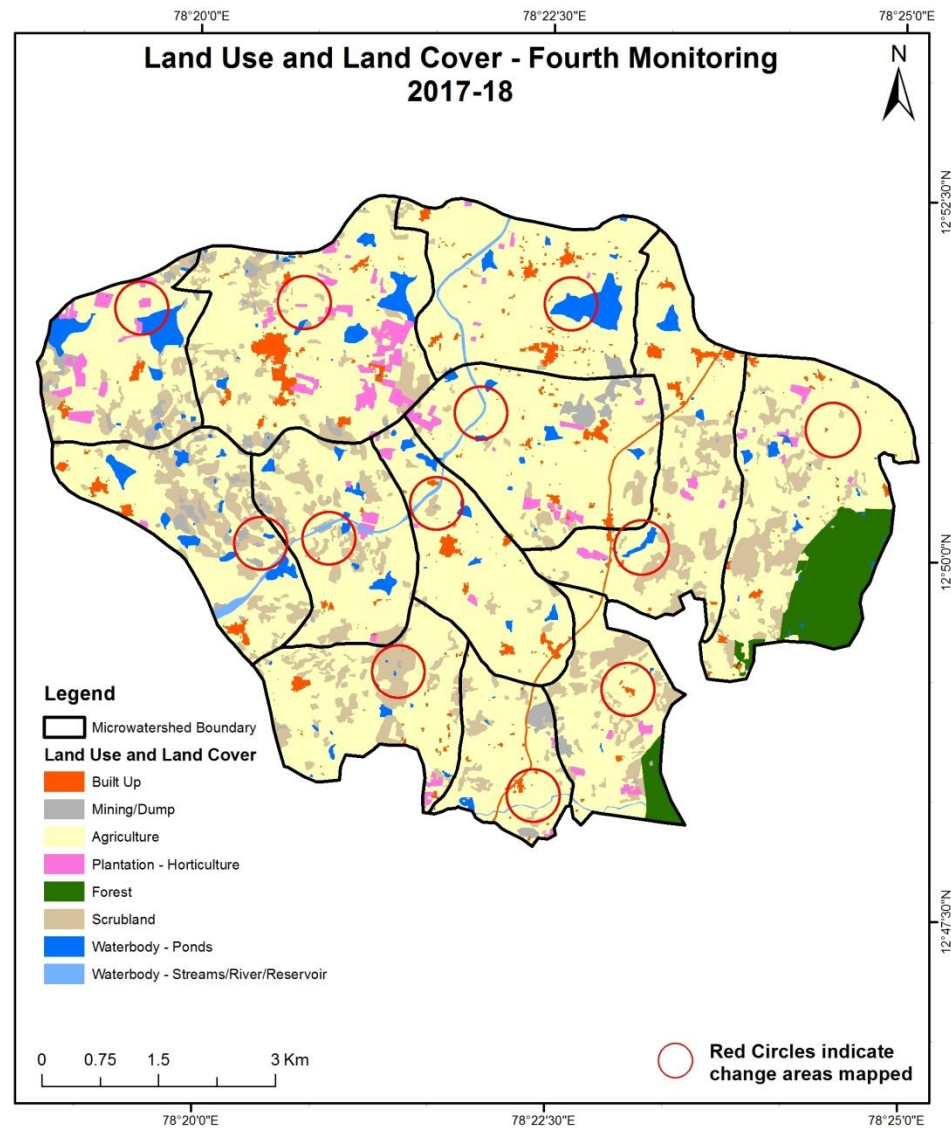 78°20'0"E
78°22'30"E
78°25'0"E
Land Use and Land Cover - Fourth Monitoring
2017-18
N
12°52'30"N
12°50'0"N
12°47'30"N
Legend
Microwatershed Boundary
Land Use and Land Cover
Built Up
Mining/Dump
Agriculture
Plantation - Horticulture
Forest
Scrubland
Waterbody - Ponds
Waterbody - Streams/River/Reservoir
0 0.75 1.5 3 Km
Red Circles indicate
change areas mapped
78°20'0"E
78°22'30"E
78°25'0"E